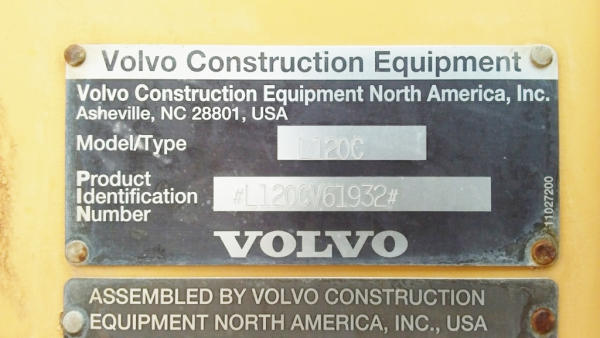 Volvo Construction Equipment
Volvo Construction Equipment North America, Inc.
Asheville, NC 28801, USA
Model/Type L120C
Product
Identification #L120CV61932#
Number
VOLVO
11027200
ASSEMBLED BY VOLVO CONSTRUCTION
EQUIPMENT NORTH AMERICA, INC., USA